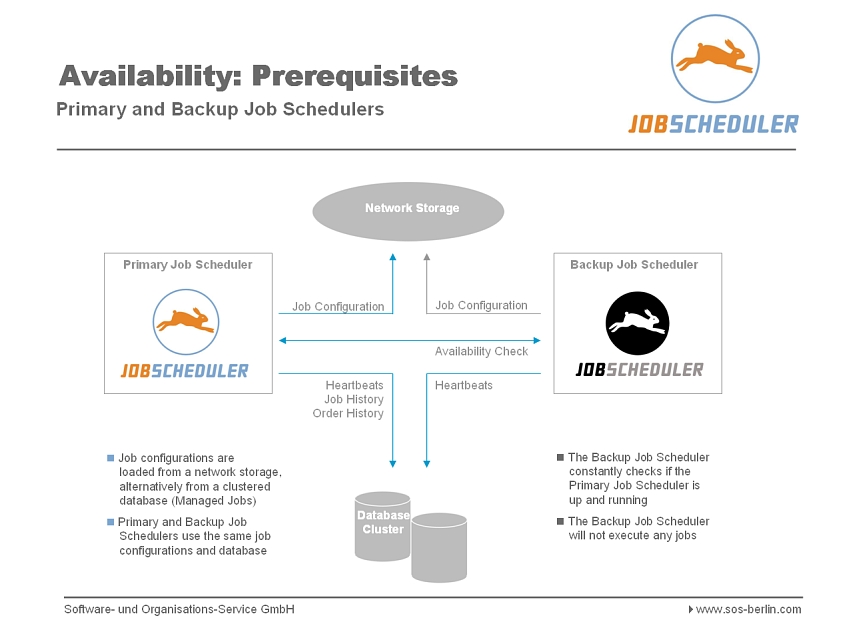 Availability: Prerequisites
Primary and Backup Job Schedulers
JOBSCHEDULER
Network Storage
Primary Job Scheduler
JOBSCHEDULER
Backup Job Scheduler
JOBSCHEDULER
Job Configuration
Job Configuration
Availability Check
Heartbeats
Job History
Order History
Heartbeats
Job configurations are
loaded from a network storage,
alternatively from a clustered
database (Managed Jobs)
Primary and Backup Job
Schedulers use the same job
configurations and database
Database
Cluster
The Backup Job Scheduler
constantly checks if the
Primary Job Scheduler is
up and running
The Backup Job Scheduler
will not execute any jobs
Software- und Organisations-Service GmbH
www.sos-berlin.com